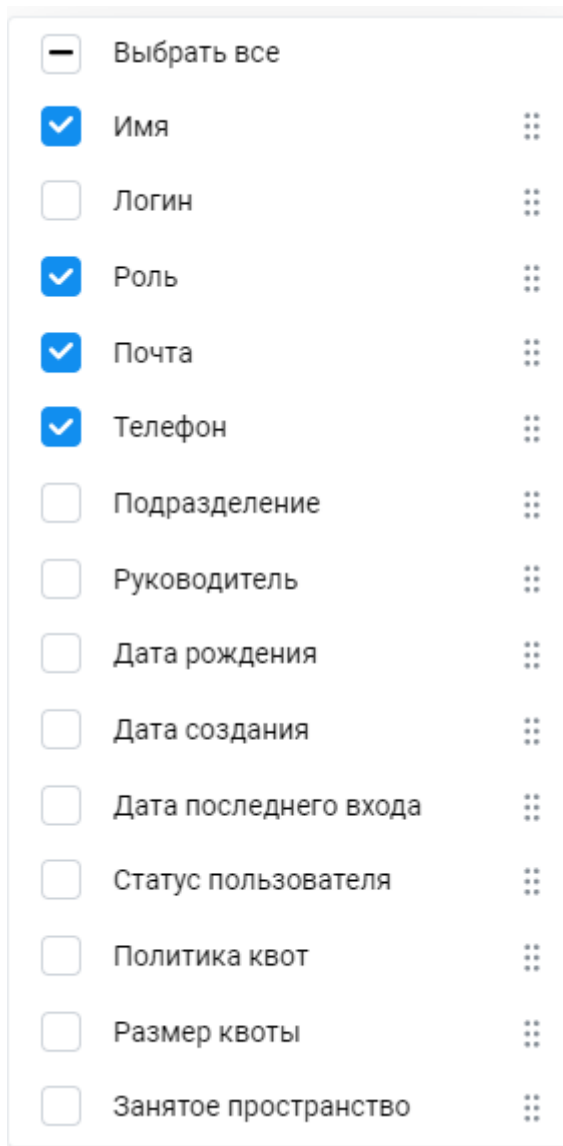 Выбрать все
Имя
Логин
Роль
Почта
Телефон
Подразделение
Руководитель
Дата рождения
Дата создания
Дата последнего входа
Статус пользователя
Политика квот
Размер квоты
Занятое пространство